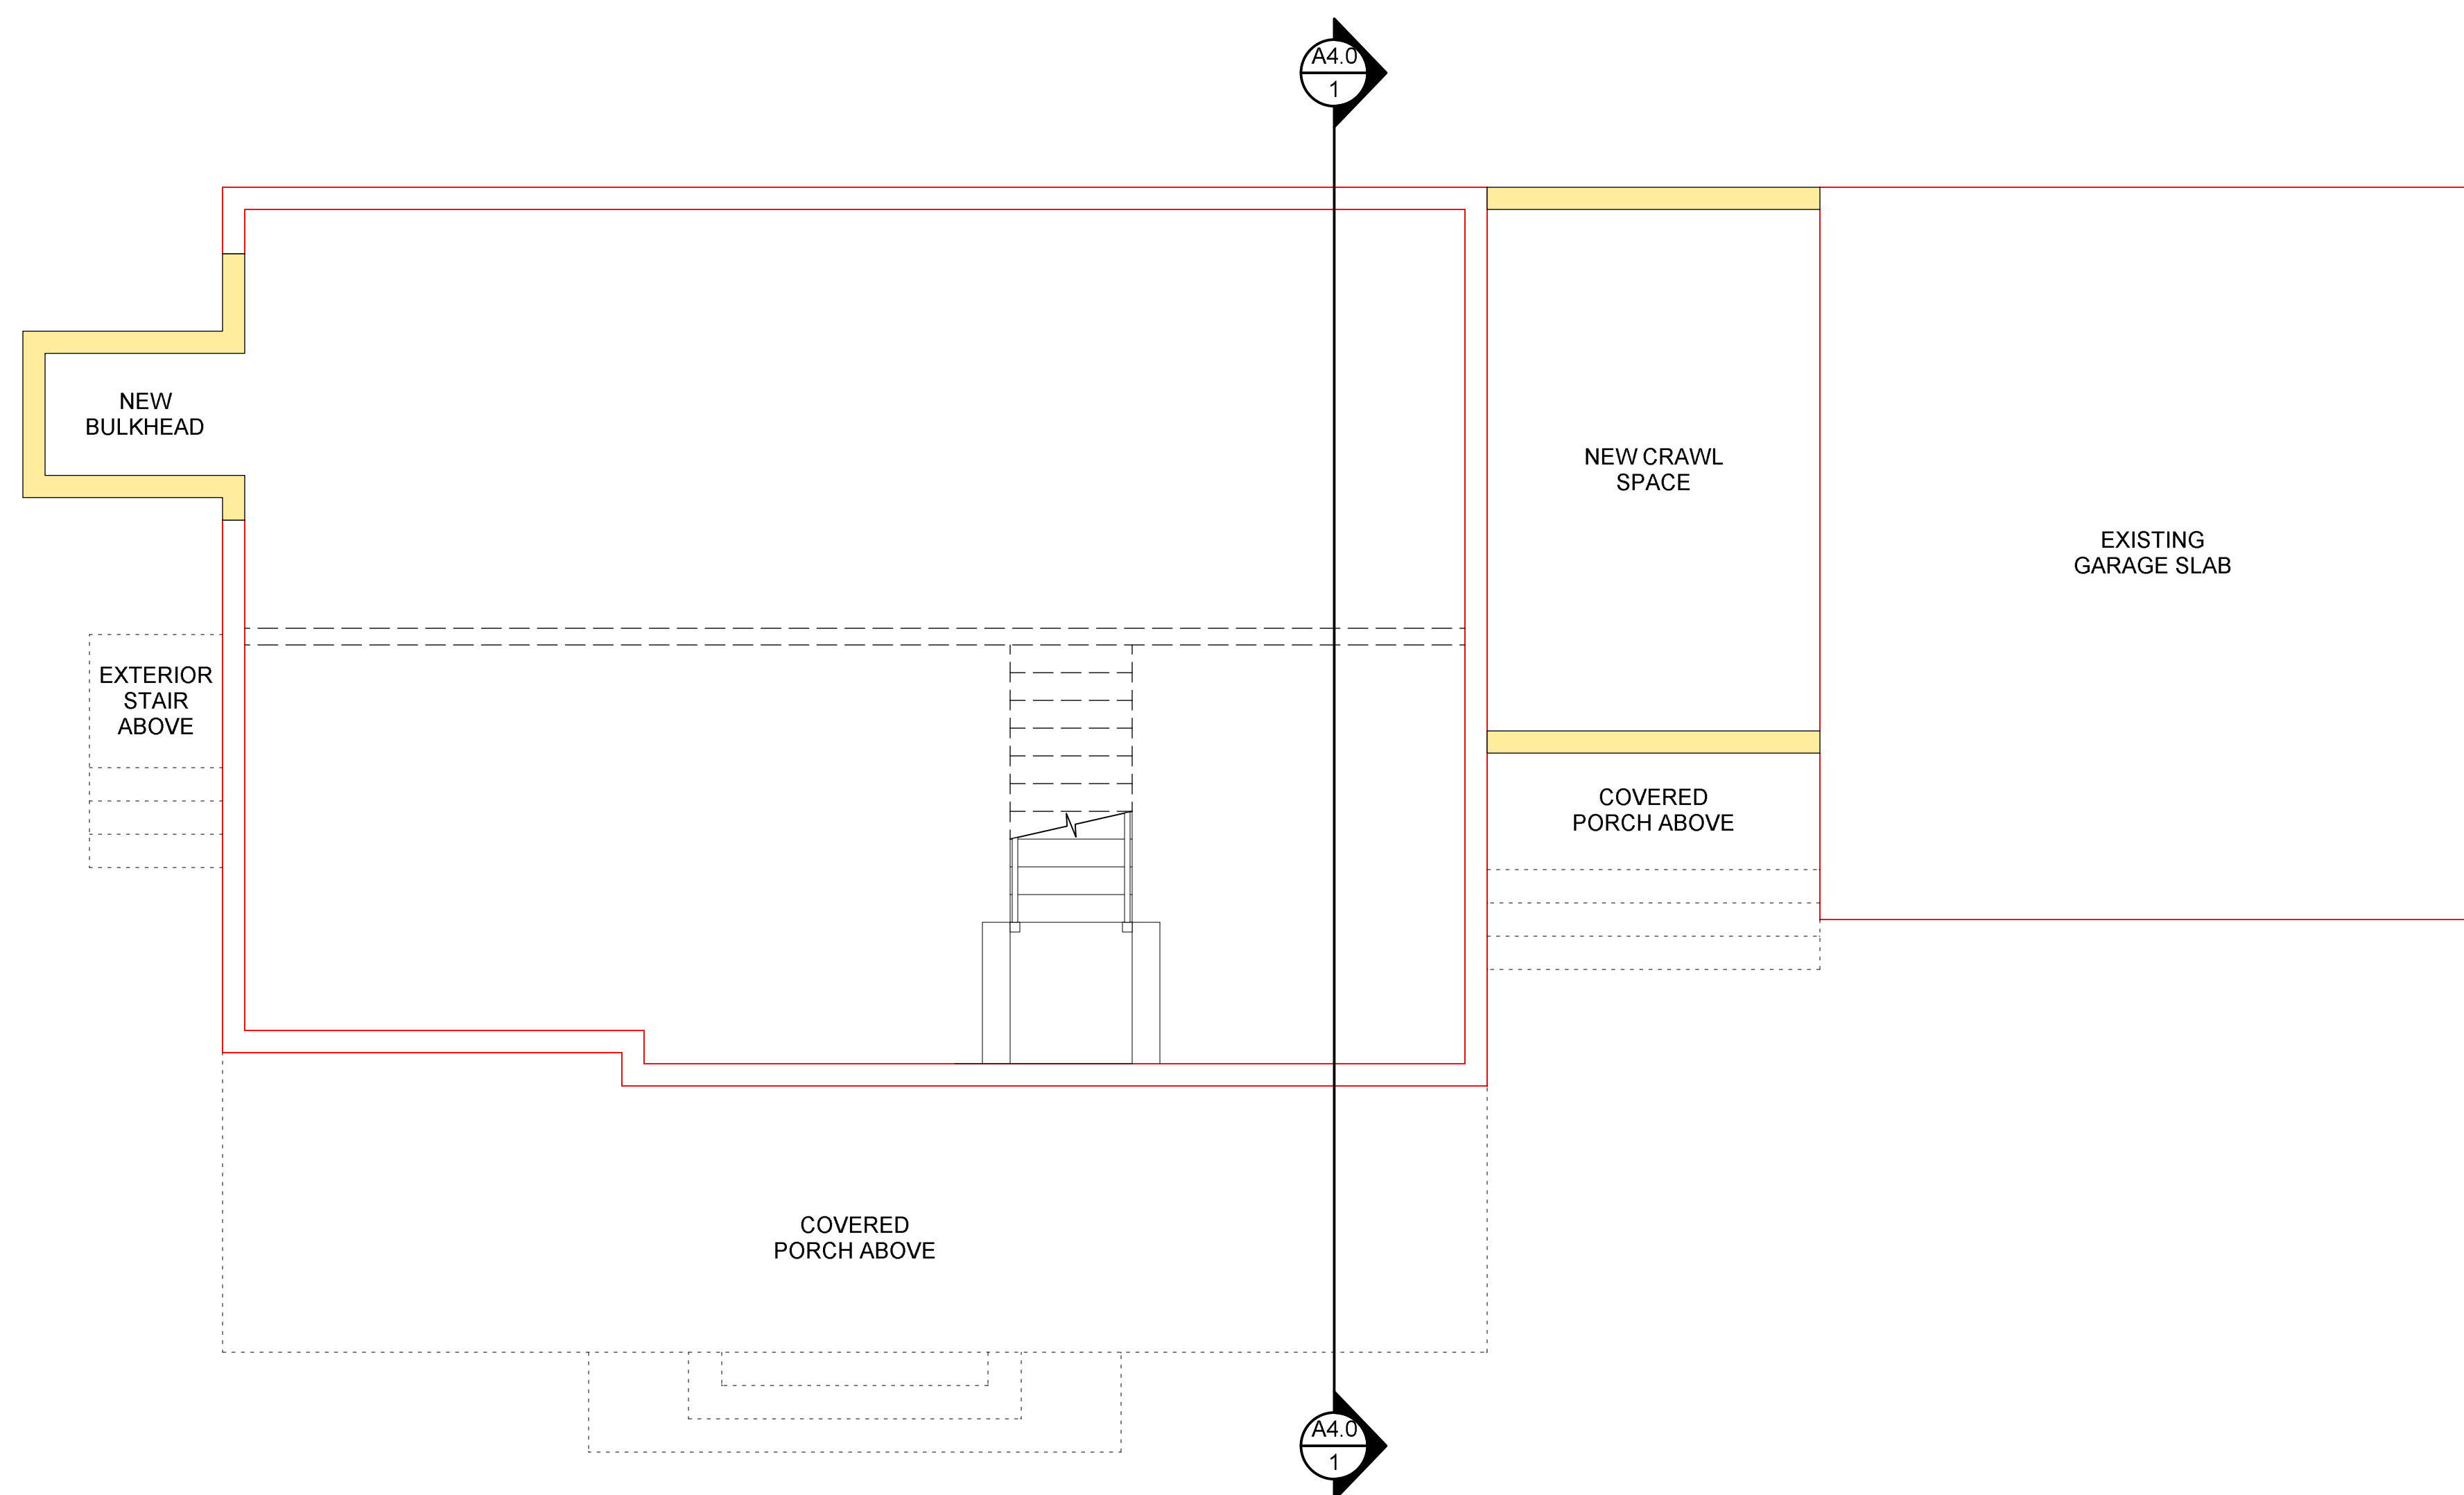 A4.0
1
NEW
BULKHEAD
NEW CRAWL
SPACE
EXISTING
GARAGE SLAB
EXTERIOR
STAIR
ABOVE
COVERED
PORCH ABOVE
COVERED
PORCH ABOVE
A4.0
1